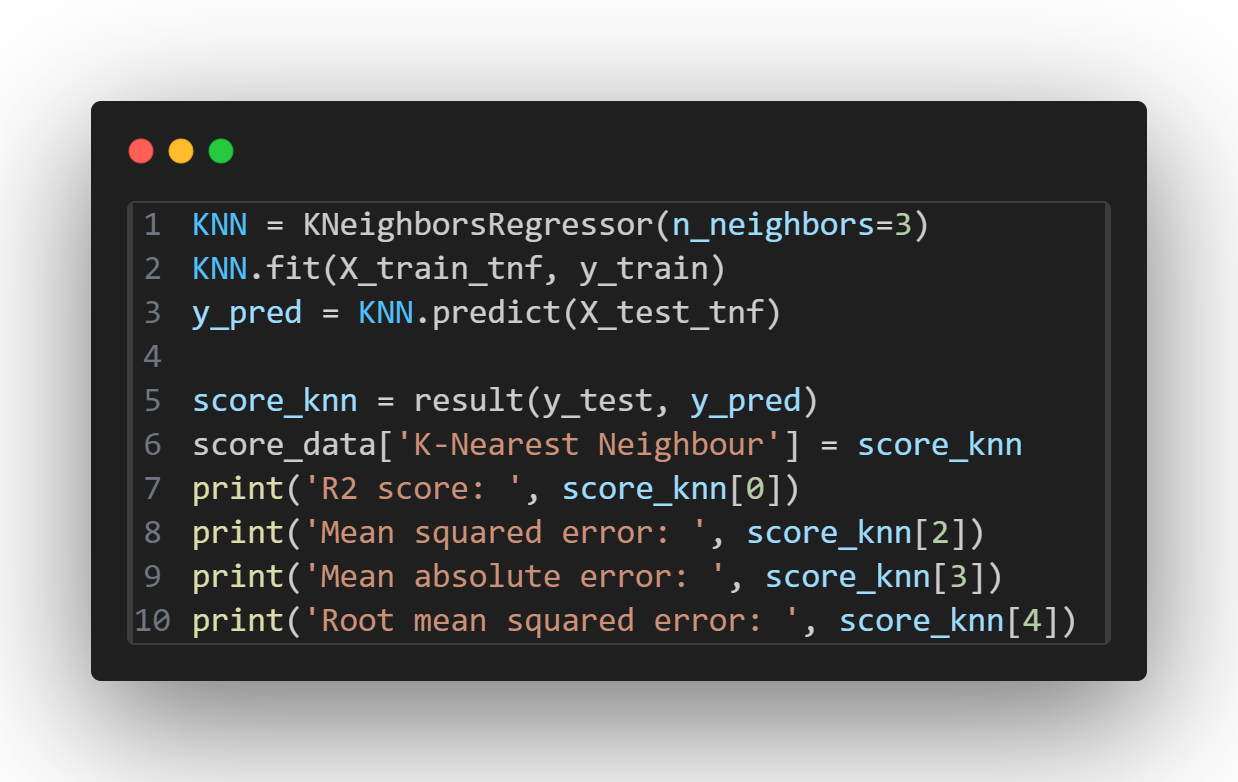 1 KNN = KNeighborsRegressor(n_neighbors=3)
2 KNN.fit(X_train_tnf, y_train)
3 y_pred = KNN.predict(X_test_tnf)
4
5 score_knn = result(y_test, y_pred)
6 score_data['K-Nearest Neighbour'] = score_knn
7 print('R2 score: ', score_knn[0])
8 print('Mean squared error: ', score_knn[2])
9 print('Mean absolute error: ', score_knn[3])
10 print('Root mean squared error: ', score_knn[4])